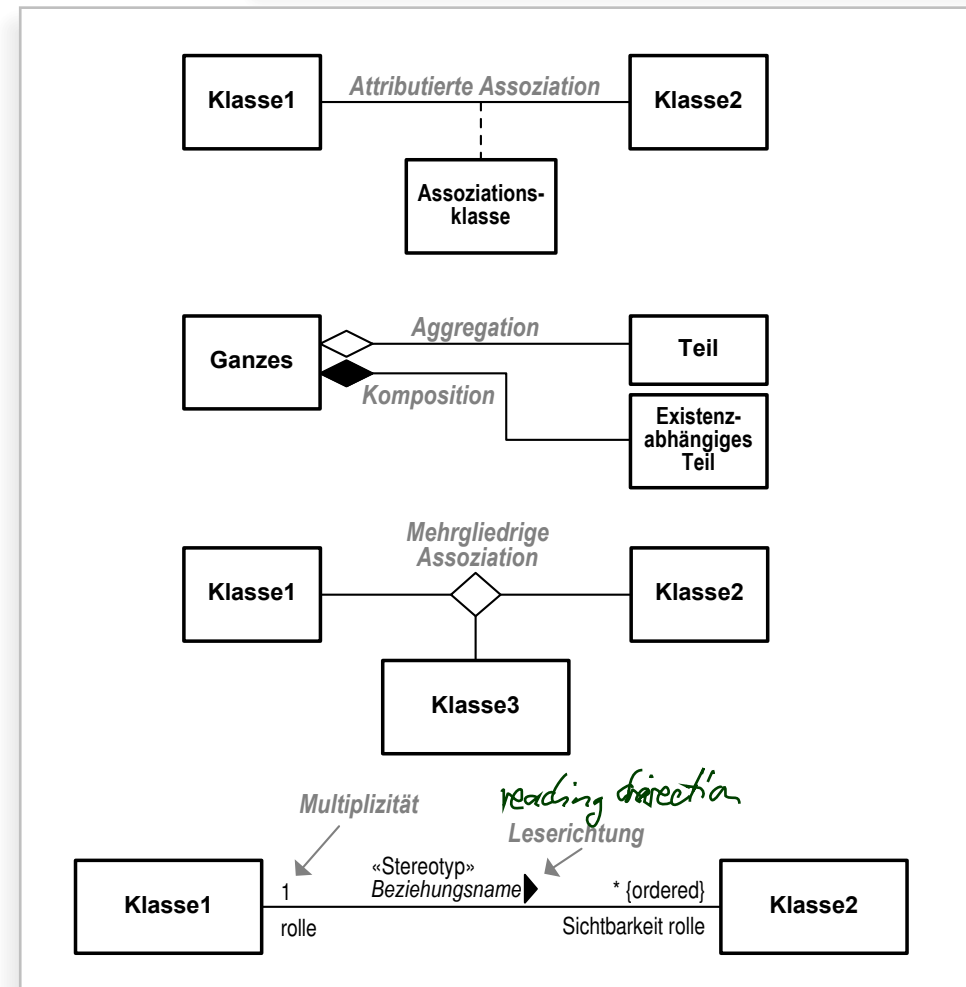 Klasse1
Attributierte Assoziation
Klasse2
Assoziations-
klasse
Ganzes
Aggregation
Teil
Komposition
Existenz-
abhängiges
Teil
Mehrgliedrige
Assoziation
Klasse1
Klasse2
Klasse3
Multiplizität
reading direction
Leserichtung
Klasse1
1
«Stereotyp»
Beziehungsname
* {ordered}
rolle
Sichtbarkeit rolle
Klasse2